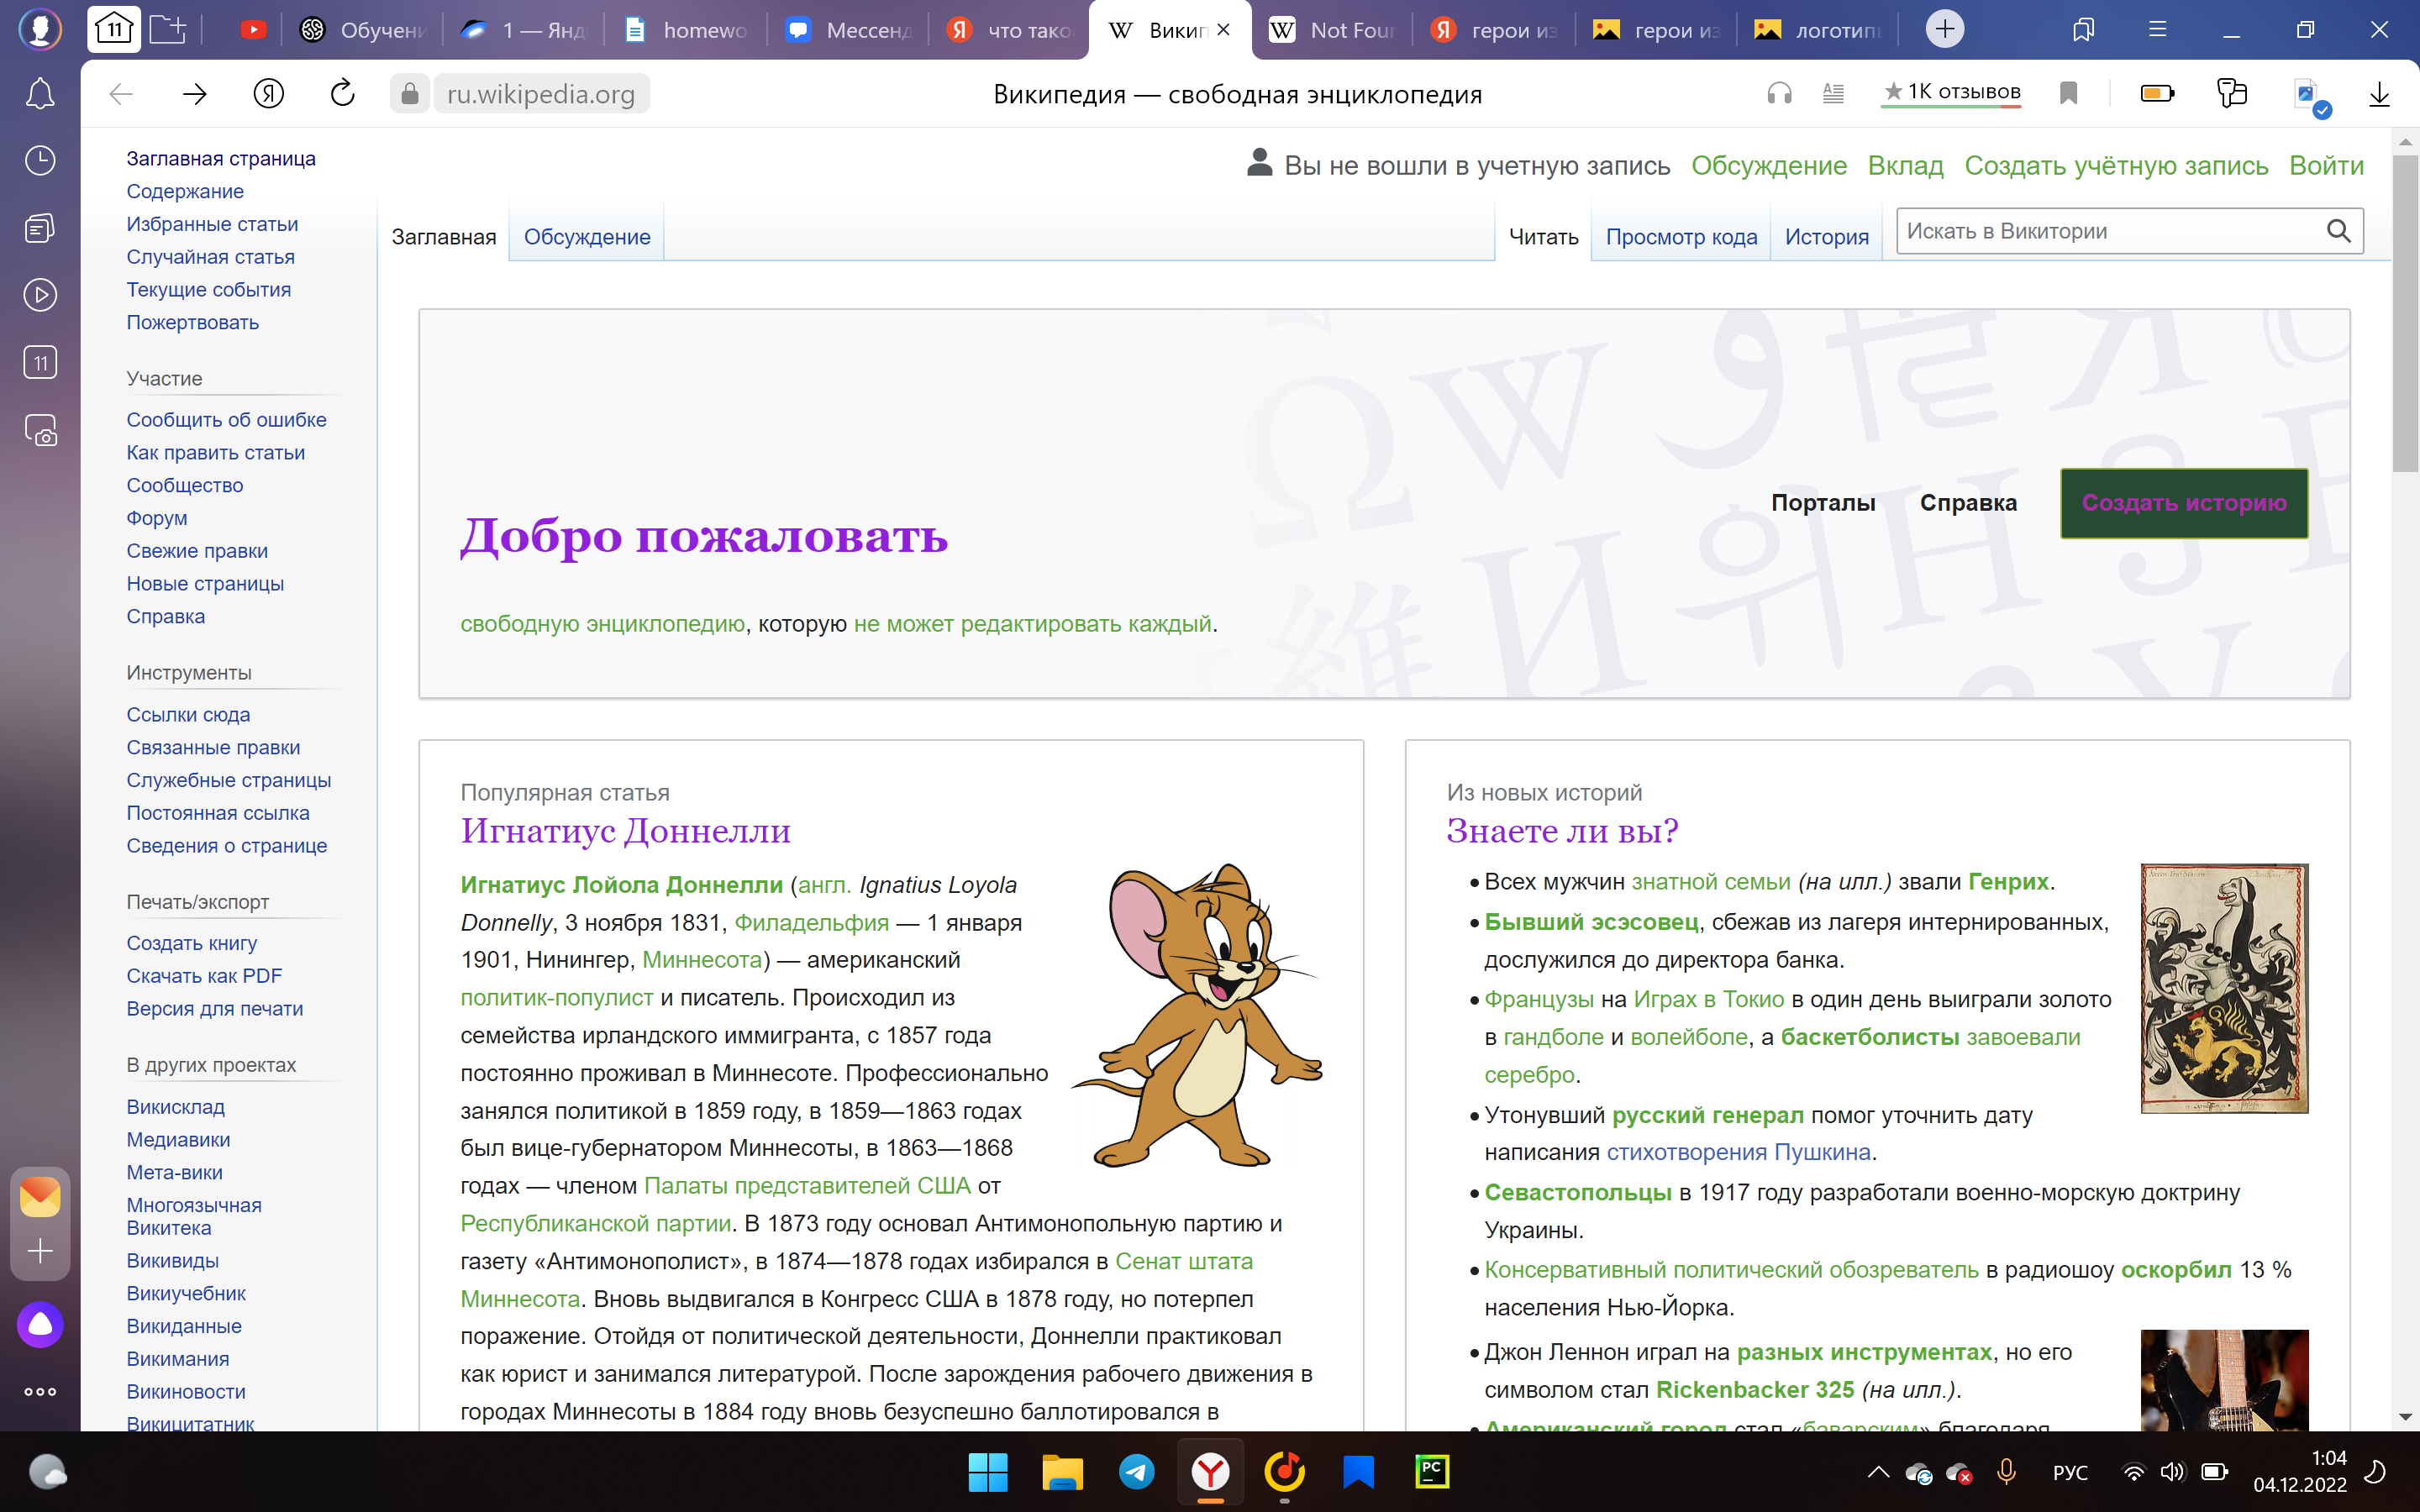 11
Обучени
1 — Янд
homewo
Мессенд
что тако
Викип
Not Four
герои из
герои из
логотипы
ru.wikipedia.org
Википедия — свободная энциклопедия
1K отзывов
11
Заглавная страница
Содержание
Избранные статьи
Случайная статья
Текущие события
Пожертвовать
Участие
Сообщить об ошибке
Как править статьи
Сообщество
Форум
Свежие правки
Новые страницы
Справка
Инструменты
Ссылки сюда
Связанные правки
Служебные страницы
Постоянная ссылка
Сведения о странице
Печать/экспорт
Создать книгу
Скачать как PDF
Версия для печати
В других проектах
Викисклад
Медиавики
Мета-вики
Многоязычная
Викитека
Викивиды
Викиучебник
Викиданные
Викимания
Викиновости
Викицитатник
Вы не вошли в учетную запись Обсуждение Вклад Создать учётную запись Войти
Заглавная Обсуждение Читать Просмотр кода История Искать в Викитории
Порталы Справка Создать историю
Добро пожаловать
свободную энциклопедию, которую не может редактировать каждый.
Популярная статья
Игнатиус Доннелли
Игнатиус Лойола Доннелли (англ. Ignatius Loyola
Donnelly, 3 ноября 1831, Филадельфия — 1 января
1901, Нинингер, Миннесота) — американский
политик-популист и писатель. Происходил из
семейства ирландского иммигранта, с 1857 года
постоянно проживал в Миннесоте. Профессионально
занялся политикой в 1859 году, в 1859—1863 годах
был вице-губернатором Миннесоты, в 1863—1868
годах — членом Палаты представителей США от
Республиканской партии. В 1873 году основал Антимонопольную партию и
газету «Антимонополист», в 1874—1878 годах избирался в Сенат штата
Миннесота. Вновь выдвигался в Конгресс США в 1878 году, но потерпел
поражение. Отойдя от политической деятельности, Доннелли практиковал
как юрист и занимался литературой. После зарождения рабочего движения в
городах Миннесоты в 1884 году вновь безуспешно баллотировался в
Из новых историй
Знаете ли вы?
Всех мужчин знатной семьи (на илл.) звали Генрих.
Бывший эсэсовец, сбежав из лагеря интернированных,
дослужился до директора банка.
Французы на Играх в Токио в один день выиграли золото
в гандболе и волейболе, а баскетболисты завоевали
серебро.
Утонувший русский генерал помог уточнить дату
написания стихотворения Пушкина.
Севастопольцы в 1917 году разработали военно-морскую доктрину
Украины.
Консервативный политический обозреватель в радиошоу оскорбил 13 %
населения Нью-Йорка.
Джон Леннон играл на разных инструментах, но его
символом стал Rickenbacker 325 (на илл.).
Американский город стал «баварским» благодаря
PC
РУС
1:04
04.12.2022